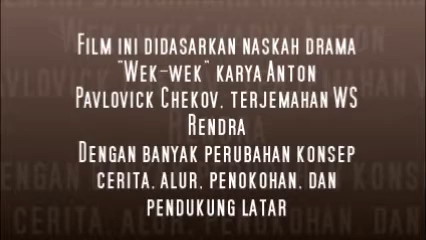 Film ini didasarkan naskah drama
"Wek-wek" karya Anton
Pavlovick Chekov, terjemahan WS
Rendra
Dengan banyak perubahan konsep
cerita, alur, penokohan, dan
pendukung latar